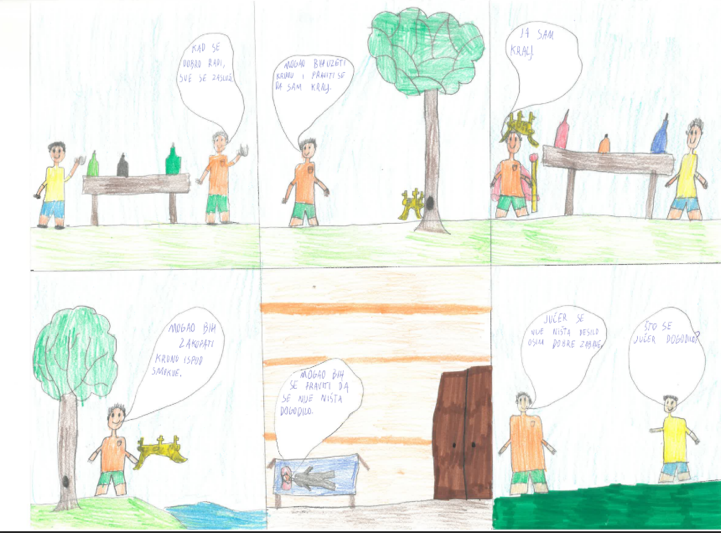 KAD SE
DOBRO RADI,
SVE SE
MOGAO BIH UZETI
KRUNU I PRAVITI SE
DA SAM KRALJ.
JA SAM
KRALJ.
MOGAO BIH
ZAKOPATI
KRUNU ISPOD
SMOKVE.
MOGAO BIH
SE PRAVITI DA
SE NIJE NIŠTA
DOGODILO.
JUČER SE
NIJE NIŠTA DESILO
OSIM DOBRE ZABAVE.
ŠTO SE
JUČER DOGODILO?